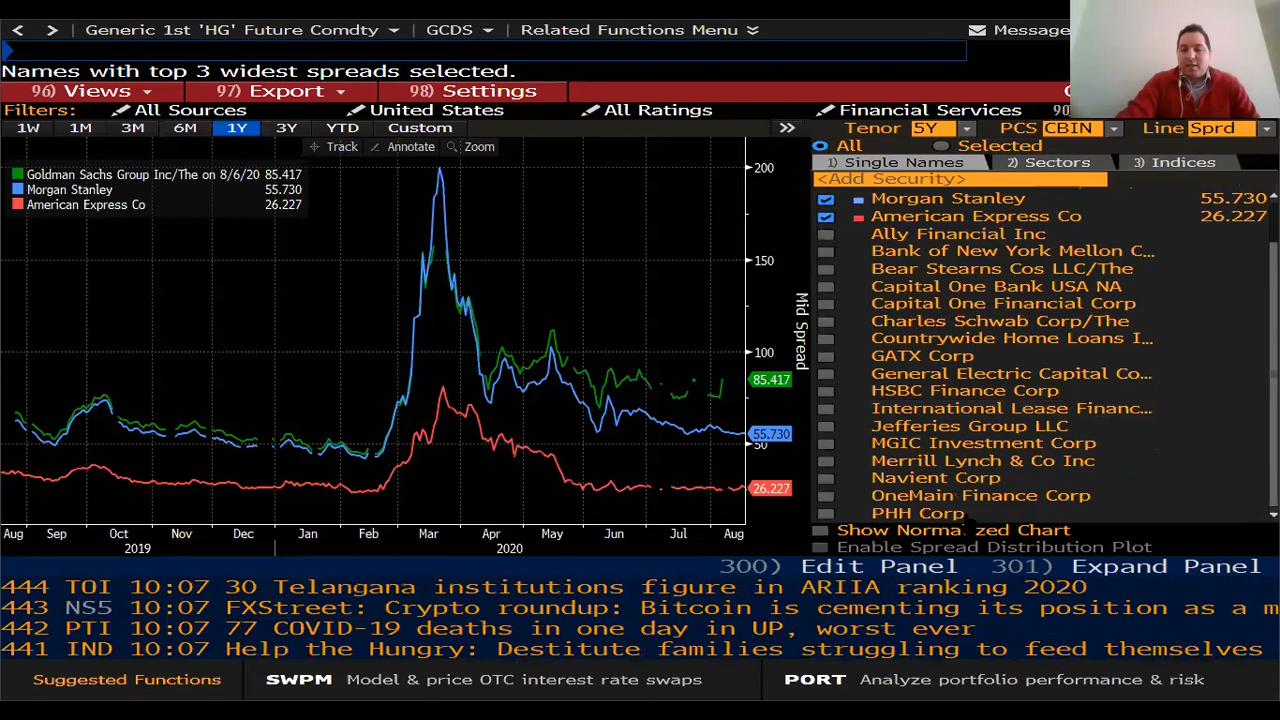 Generic 1st 'HG' Future Comdty GCDS Related Functions Menu Message
Names with top 3 widest spreads selected.
96) Views 97) Export 98) Settings
Filters: All Sources United States All Ratings Financial Services 90
1W 1M 3M 6M 1Y 3Y YTD Custom Tenor 5Y PCS CBIN Line Sprd
Track Annotate Zoom All Selected
1) Single Names 2) Sectors 3) Indices
<Add Security>
Goldman Sachs Group Inc/The on 8/6/20 85.417
Morgan Stanley 55.730
American Express Co 26.227
200
150
100
50
Mid Spread
85.417
55.730
26.227
Aug Sep Oct Nov Dec Jan Feb Mar Apr May Jun Jul Aug
2019 2020
Morgan Stanley 55.730
American Express Co 26.227
Ally Financial Inc
Bank of New York Mellon C...
Bear Stearns Cos LLC/The
Capital One Bank USA NA
Capital One Financial Corp
Charles Schwab Corp/The
Countrywide Home Loans I...
GATX Corp
General Electric Capital Co...
HSBC Finance Corp
International Lease Financ...
Jefferies Group LLC
MGIC Investment Corp
Merrill Lynch & Co Inc
Navient Corp
OneMain Finance Corp
PHH Corp
Show Normalized Chart
Enable Spread Distribution Plot
300) Edit Panel 301) Expand Panel
444 TOI 10:07 30 Telangana institutions figure in ARIIA ranking 2020
443 NS5 10:07 FXStreet: Crypto roundup: Bitcoin is cementing its position as a m
442 PTI 10:07 77 COVID-19 deaths in one day in UP, worst ever
441 IND 10:07 Help the Hungry: Destitute families struggling to feed themselves
Suggested Functions SWPM Model & price OTC interest rate swaps PORT Analyze portfolio performance & risk